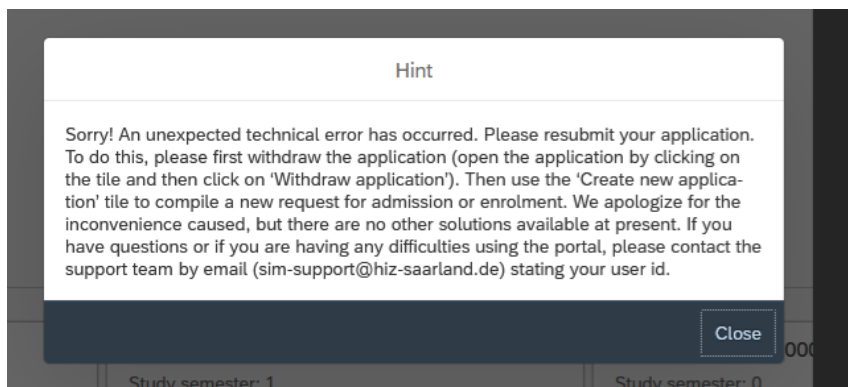 Hint
Sorry! An unexpected technical error has occurred. Please resubmit your application.
To do this, please first withdraw the application (open the application by clicking on
the tile and then click on ‘Withdraw application’). Then use the ‘Create new applica-
tion’ tile to compile a new request for admission or enrolment. We apologize for the
inconvenience caused, but there are no other solutions available at present. If you
have questions or if you are having any difficulties using the portal, please contact the
support team by email (sim-support@hiz-saarland.de) stating your user id.
Close
Study semester: 1
Study semester: 0